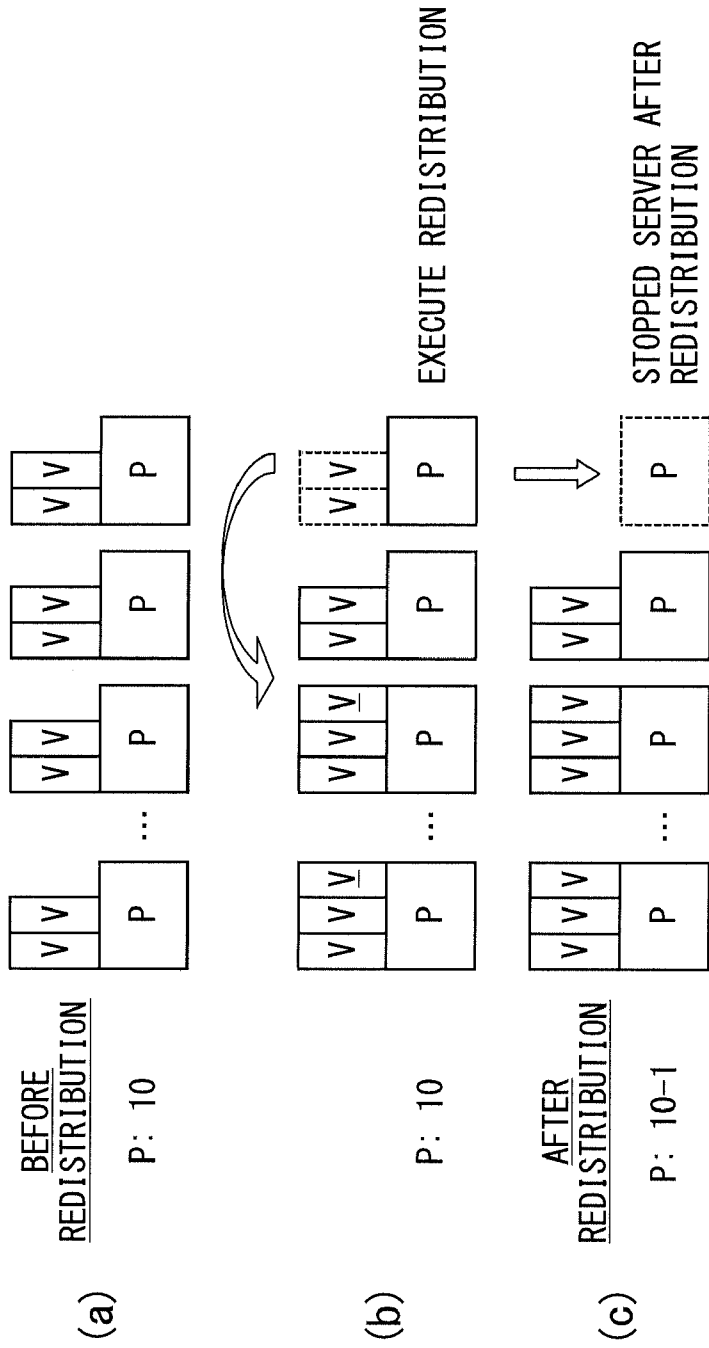 (a)
BEFORE
REDISTRIBUTION
P: 10
V V
P
...
V V
P
V V
P
V V
P
(b)
P: 10
V V V
P
...
V V V
P
V V
P
V V
P
EXECUTE REDISTRIBUTION
(c)
AFTER
REDISTRIBUTION
P: 10-1
V V V
P
...
V V V
P
V V
P
P
STOPPED SERVER AFTER
REDISTRIBUTION